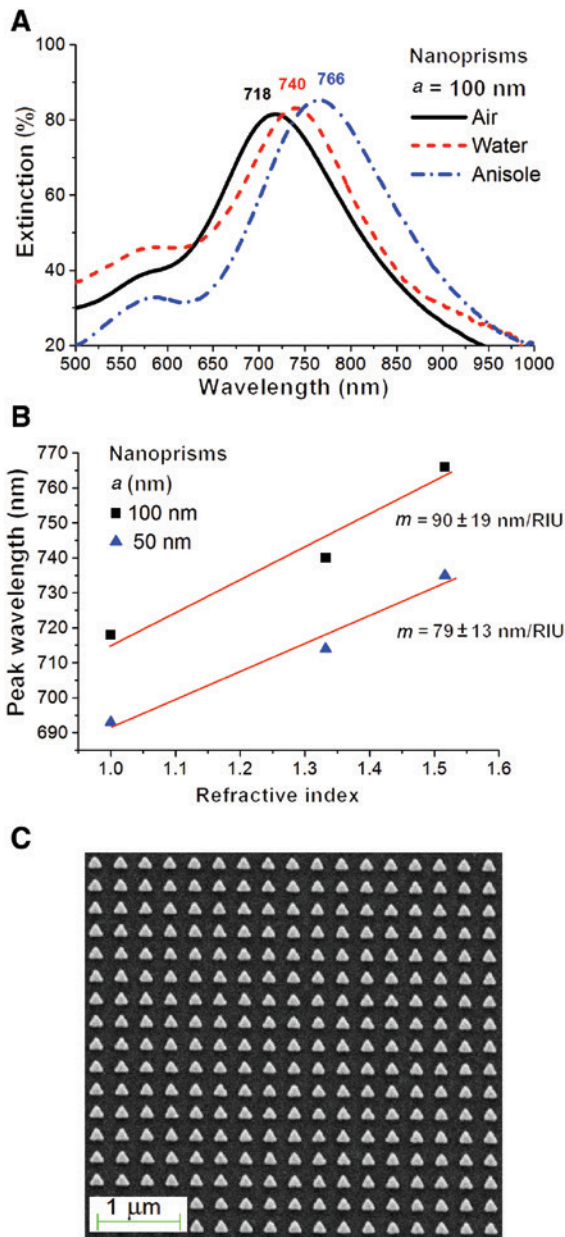 A
100
80
60
40
20
Extinction (%)
718
740
766
Nanoprisms
a = 100 nm
Air
Water
Anisole
500 550 600 650 700 750 800 850 900 950 1000
Wavelength (nm)
B
770
760
750
740
730
720
710
700
690
Peak wavelength (nm)
Nanoprisms
a (nm)
100 nm
50 nm
m = 90 ± 19 nm/RIU
m = 79 ± 13 nm/RIU
1.0 1.1 1.2 1.3 1.4 1.5 1.6
Refractive index
C
1 μm